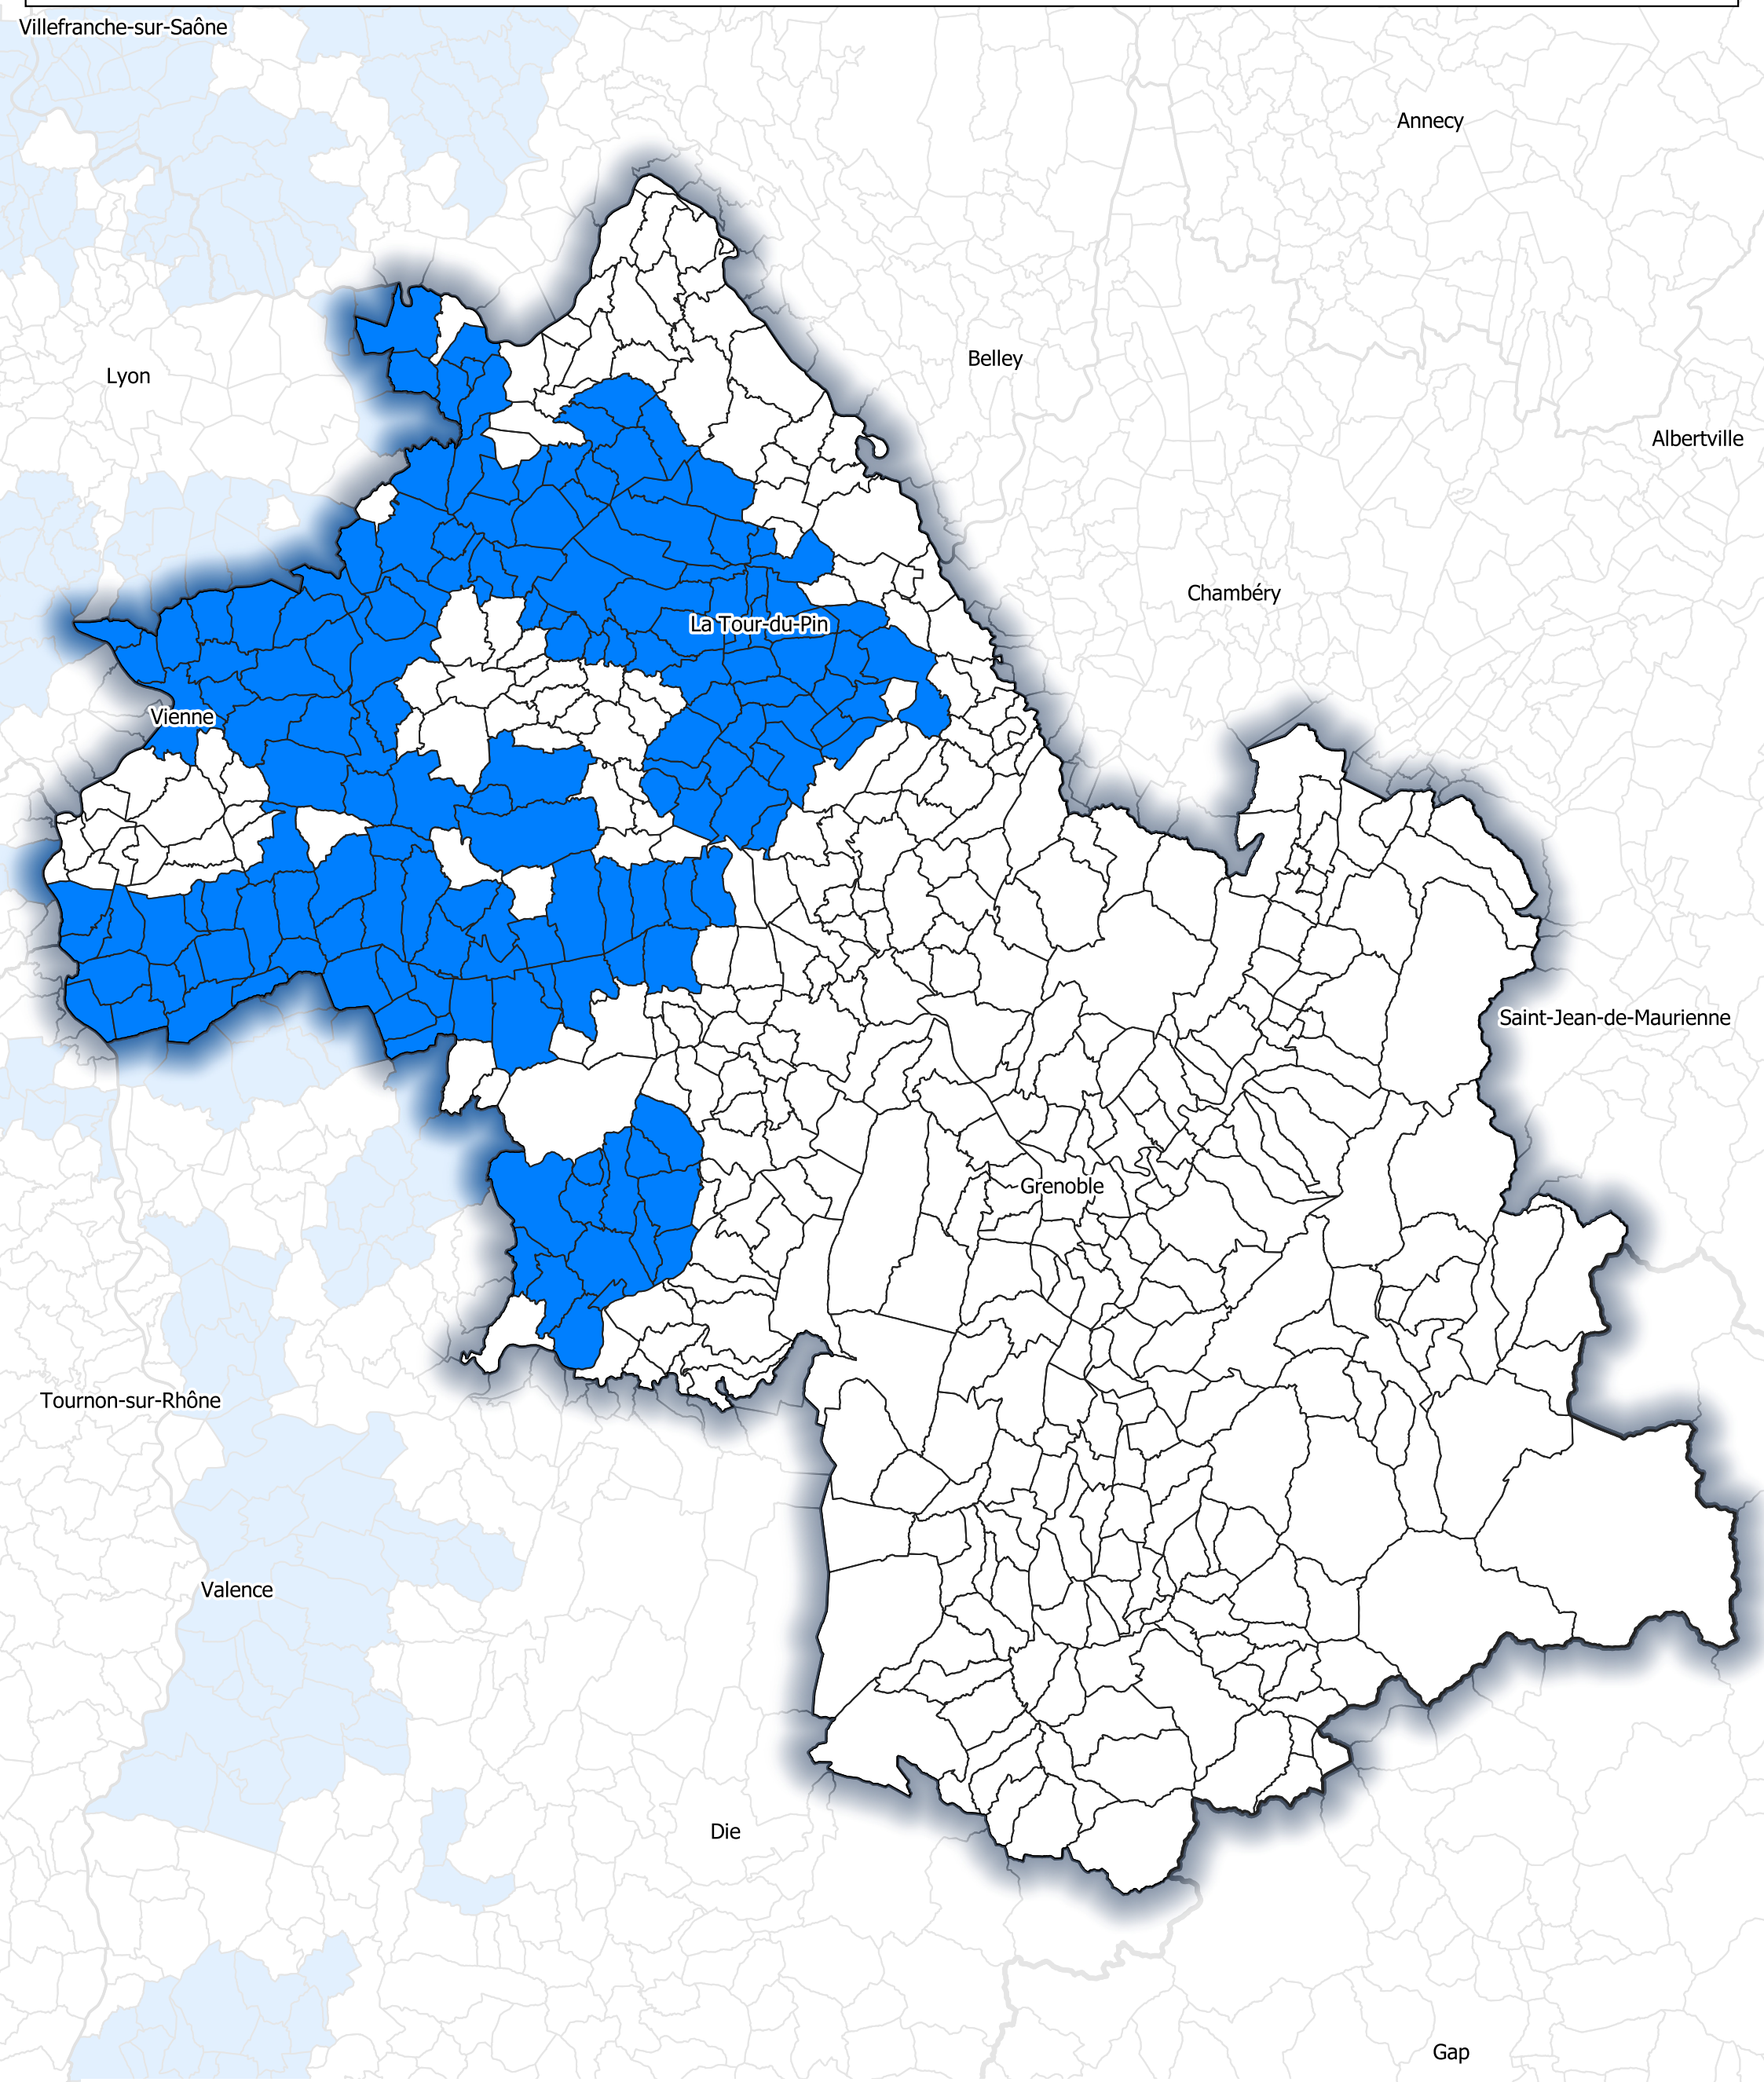 Villefranche-sur-Saône
Annecy
Belley
Lyon
Albertville
Chambéry
La Tour-du-Pin
Vienne
Saint-Jean-de-Maurienne
Grenoble
Tournon-sur-Rhône
Valence
Die
Gap